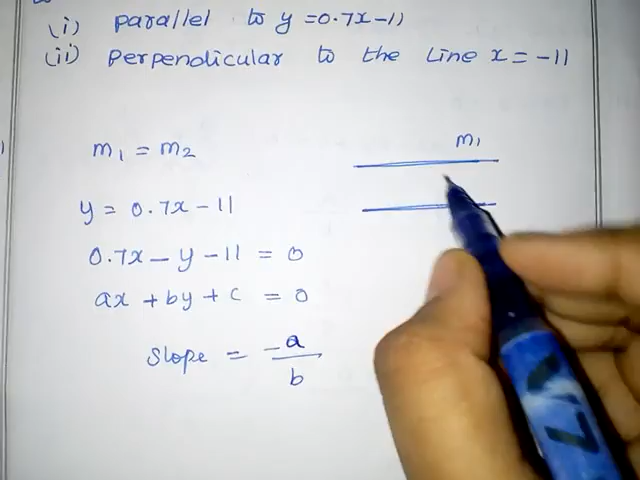 (i) parallel to y = 0.7x-11
(ii) perpendicular to the line x = -11
m₁ = m₂
m₁
y = 0.7x - 11
0.7x - y - 11 = 0
ax + by + c = 0
Slope = -a/b
V7